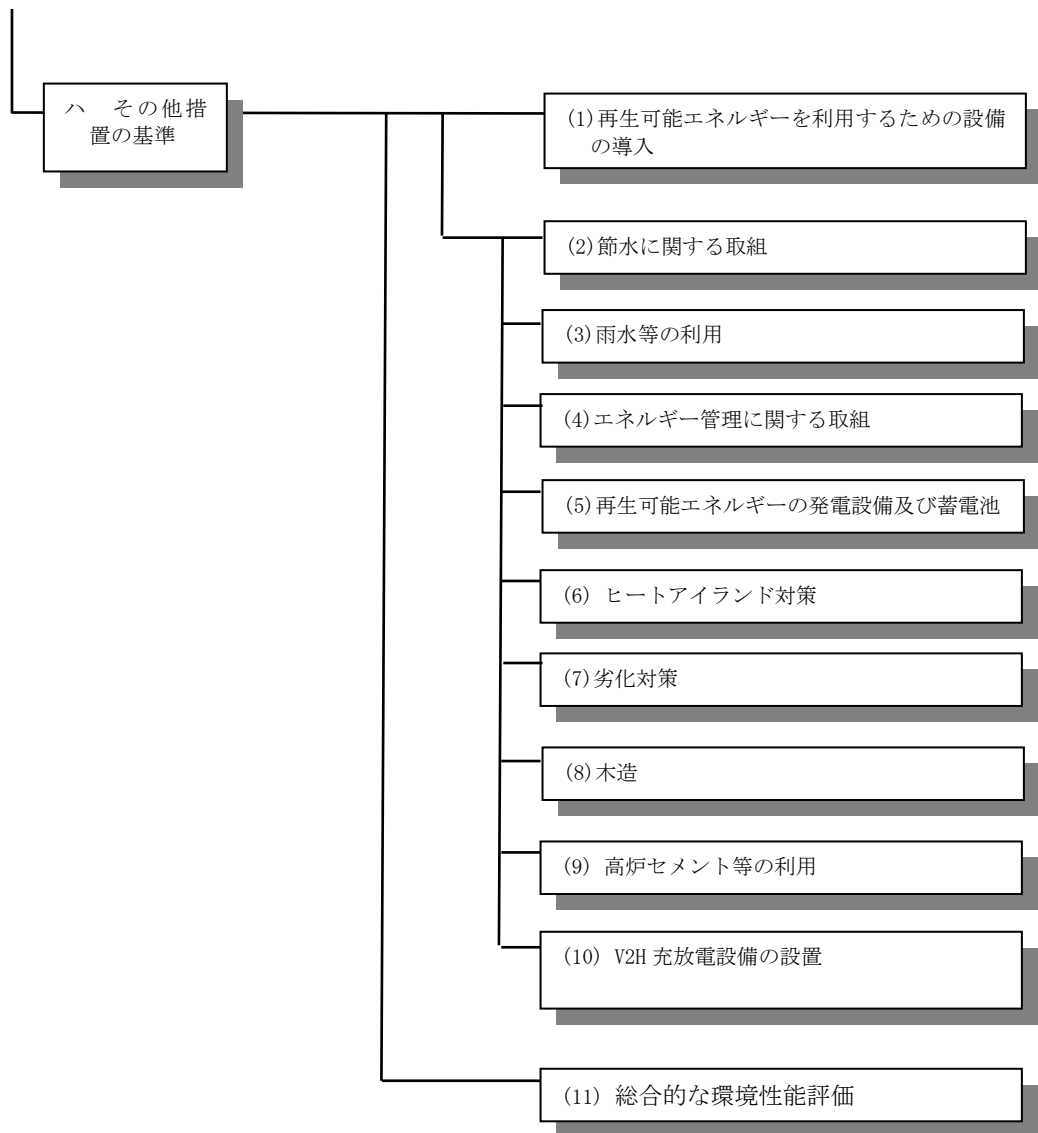 ハ　その他措
置の基準
(1)再生可能エネルギーを利用するための設備
の導入
(2)節水に関する取組
(3)雨水等の利用
(4)エネルギー管理に関する取組
(5)再生可能エネルギーの発電設備及び蓄電池
(6) ヒートアイランド対策
(7)劣化対策
(8)木造
(9) 高炉セメント等の利用
(10) V2H 充放電設備の設置
(11) 総合的な環境性能評価